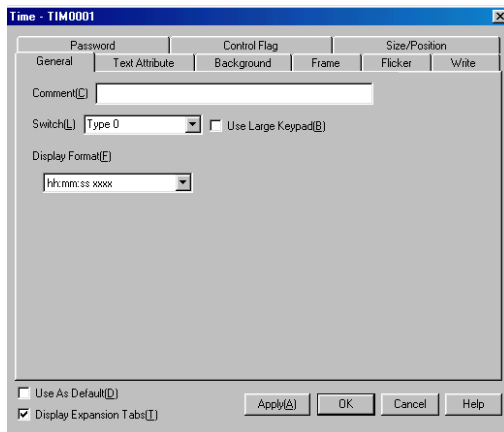 Time - TIM0001
Password Control Flag Size/Position
General Text Attribute Background Frame Flicker Write
Comment(C)
Switch(L) Type 0 Use Large Keypad(B)
Display Format(F)
hh:mm:ss xxxx
Use As Default(D)
Display Expansion Tabs(T)
Apply(A) OK Cancel Help